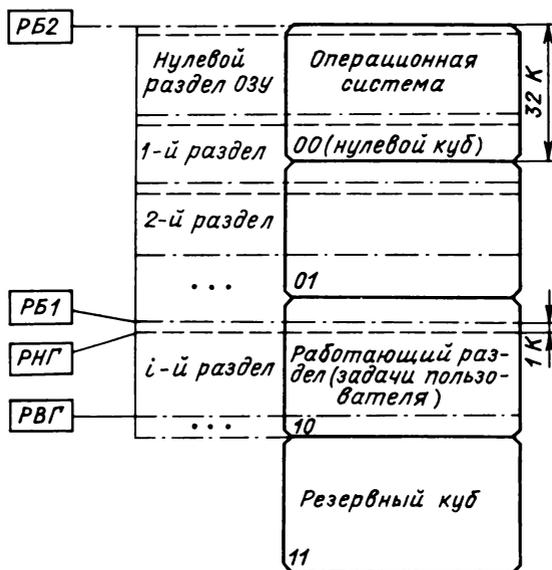 РБ2
Нулевой
раздел ОЗУ
Операционная
система
32 К
1-й раздел
00 (нулевой куб)
2-й раздел
...
01
РБ1
РНГ
1 К
i-й раздел
Работающий раз-
дел (задачи пользо-
вателя)
РВГ
...
10
Резервный куб
11